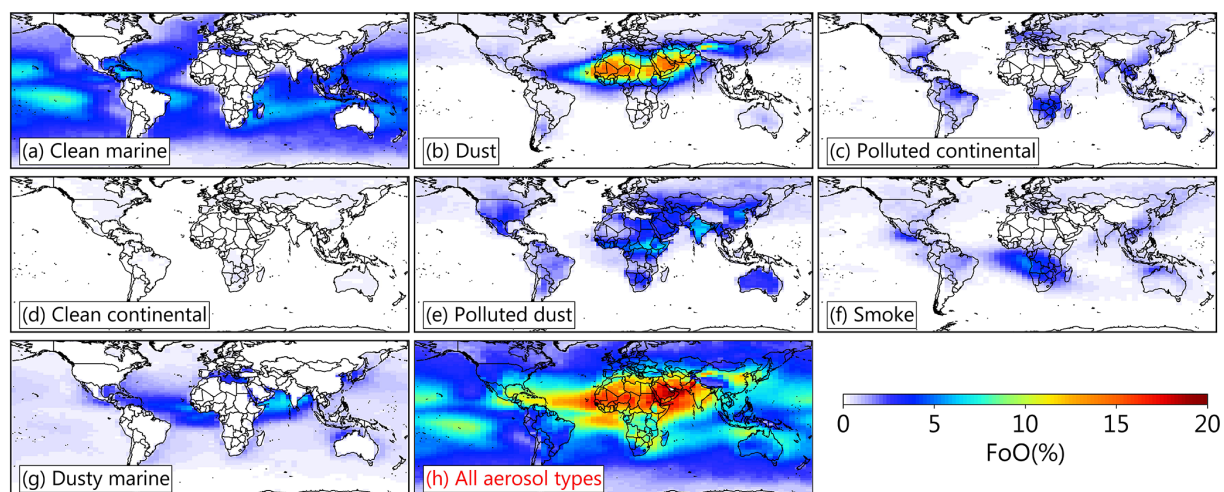 (a) Clean marine
(b) Dust
(c) Polluted continental
(d) Clean continental
(e) Polluted dust
(f) Smoke
(g) Dusty marine
(h) All aerosol types
0 5 10 15 20
FoO(%)